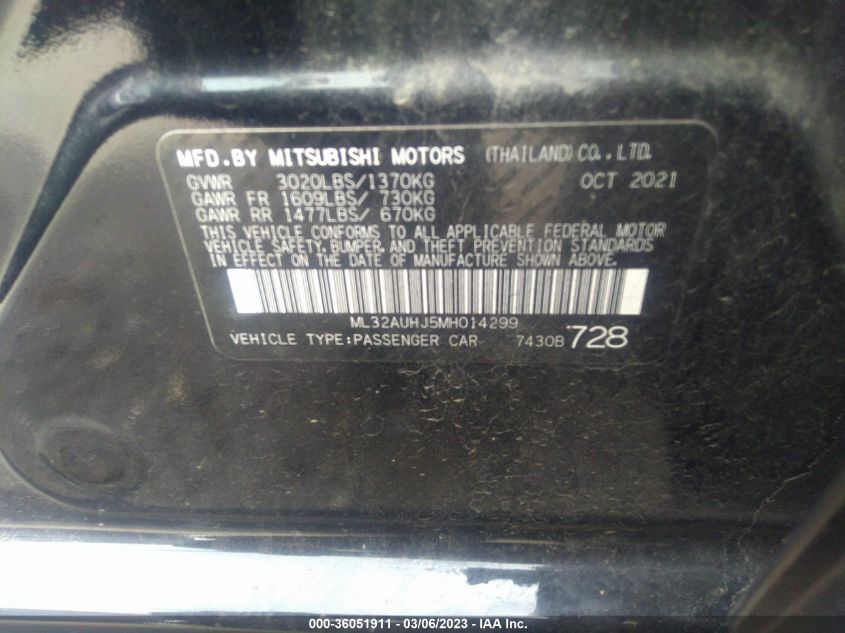 MFD. BY MITSUBISHI MOTORS (THAILAND) CO., LTD.
GVWR 3020LBS/1370KG OCT 2021
GAWR FR 1609LBS/ 730KG
GAWR RR 1477LBS/ 670KG
THIS VEHICLE CONFORMS TO ALL APPLICABLE FEDERAL MOTOR
VEHICLE SAFETY, BUMPER, AND THEFT PREVENTION STANDARDS
IN EFFECT ON THE DATE OF MANUFACTURE SHOWN ABOVE.
ML32AUHJ5MH014299
VEHICLE TYPE:PASSENGER CAR 7430B 728
000-36051911 - 03/06/2023 - IAA Inc.